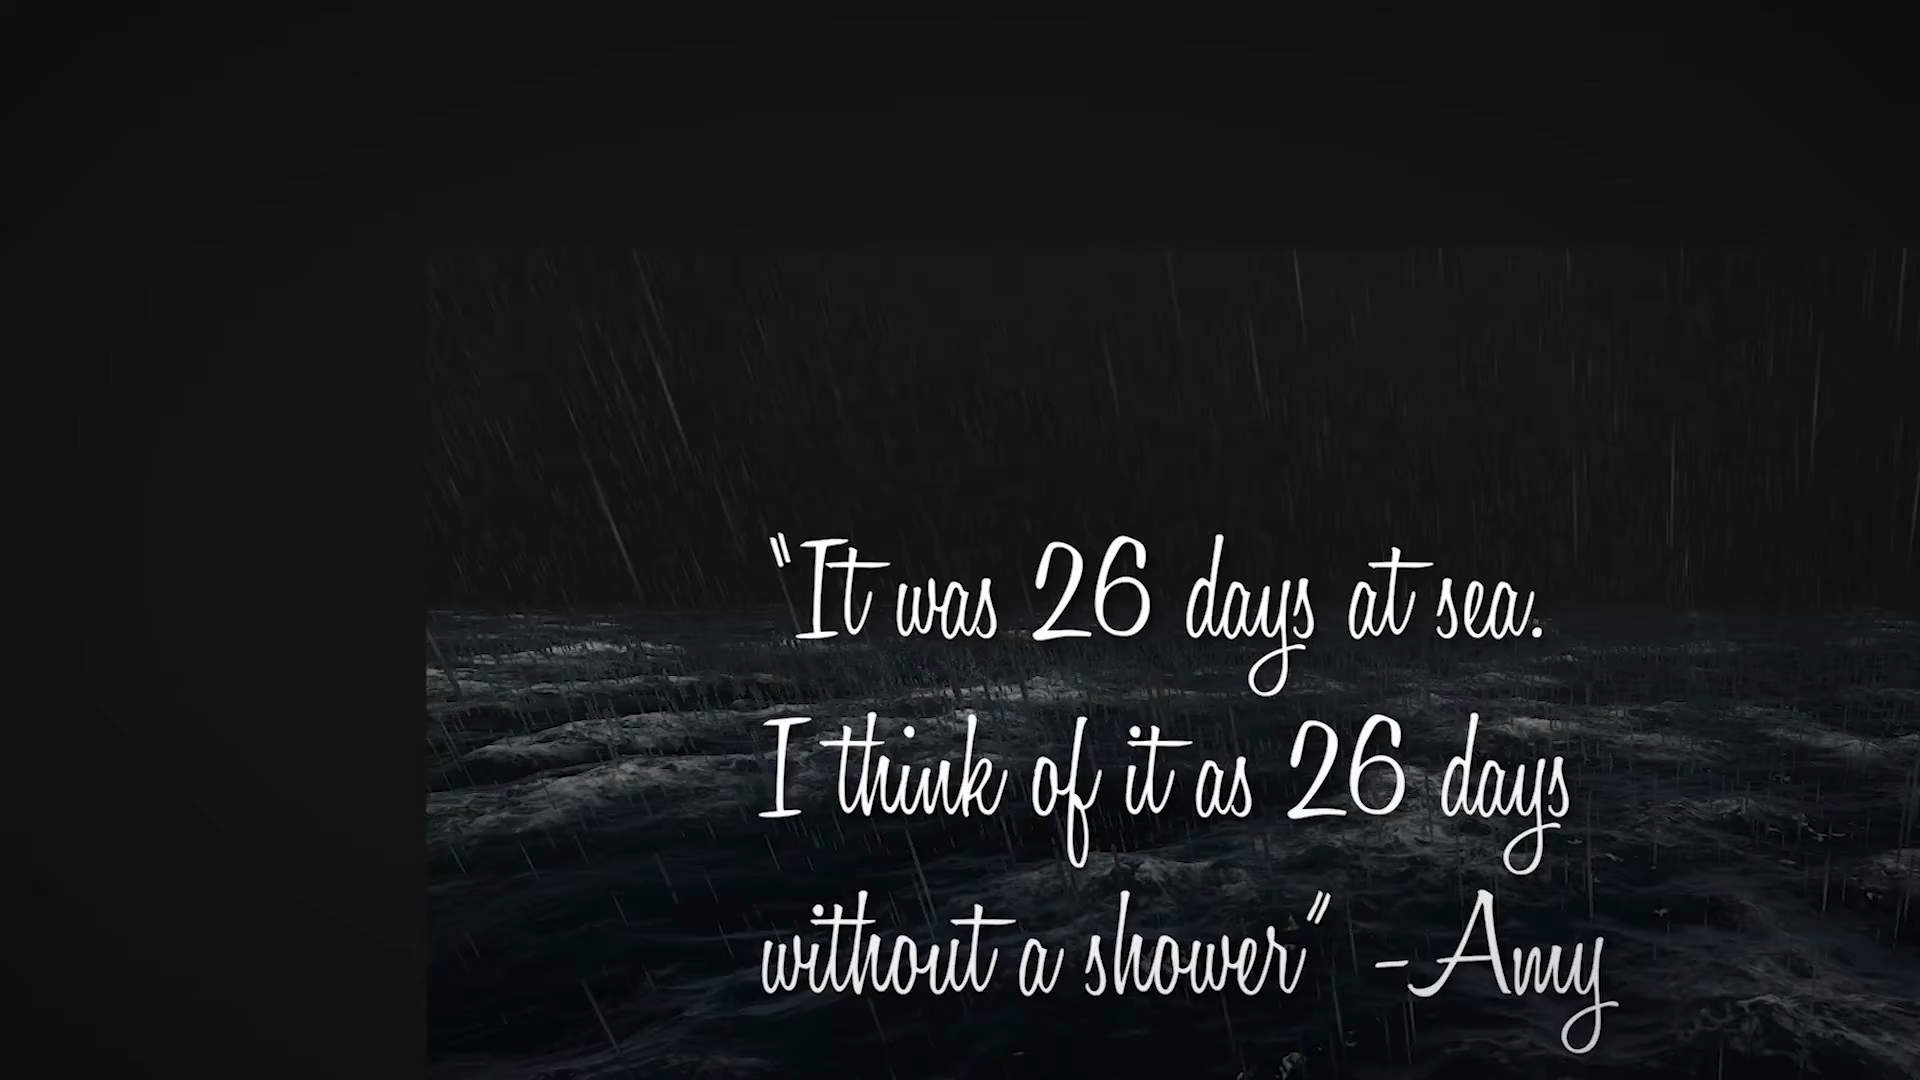 "It was 26 days at sea.
I think of it as 26 days
without a shower" -Amy